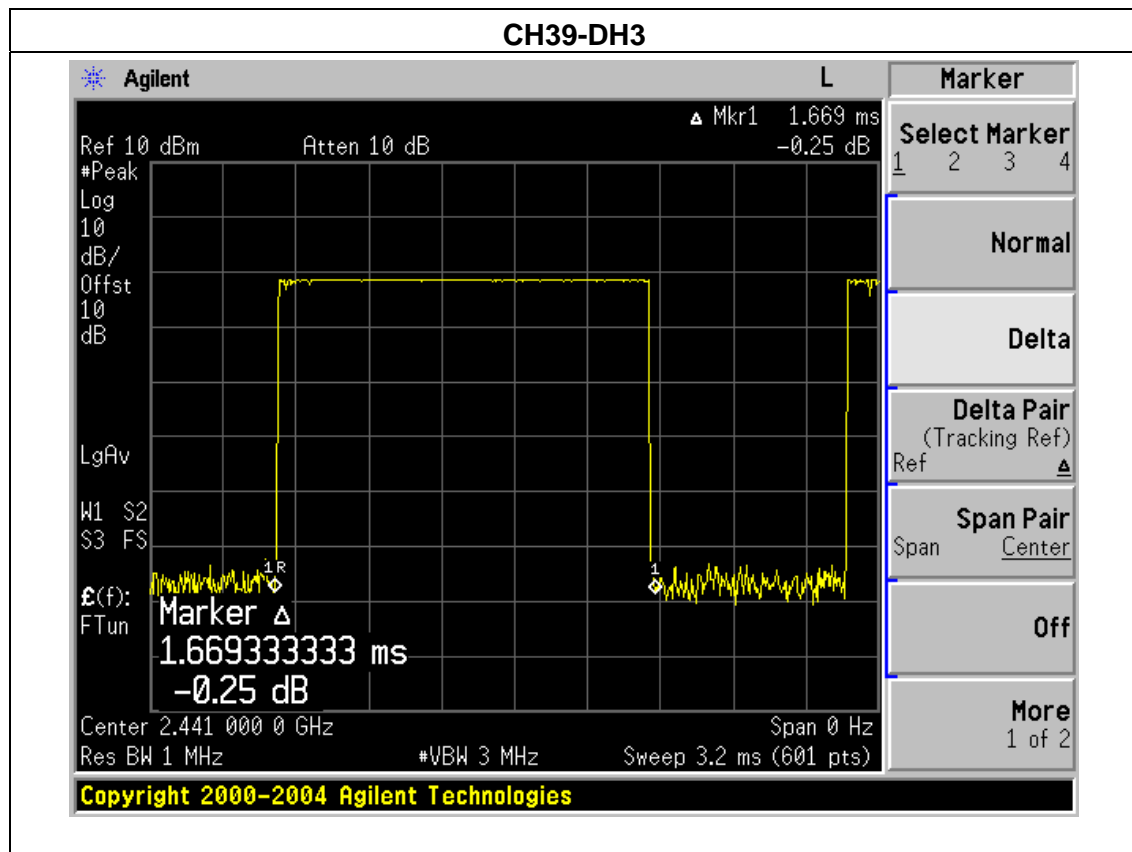 CH39-DH3
Agilent L Marker
Δ Mkr1 1.669 ms
Ref 10 dBm Atten 10 dB -0.25 dB
#Peak
Log
10
dB/
Offst
10
dB
LgAv
W1 S2
S3 FS
£(f):
FTun
1R
1
Marker Δ
1.669333333 ms
-0.25 dB
Center 2.441 000 0 GHz Span 0 Hz
Res BW 1 MHz #VBW 3 MHz Sweep 3.2 ms (601 pts)
Select Marker
1 2 3 4
Normal
Delta
Delta Pair
(Tracking Ref)
Ref Δ
Span Pair
Span Center
Off
More
1 of 2
Copyright 2000-2004 Agilent Technologies